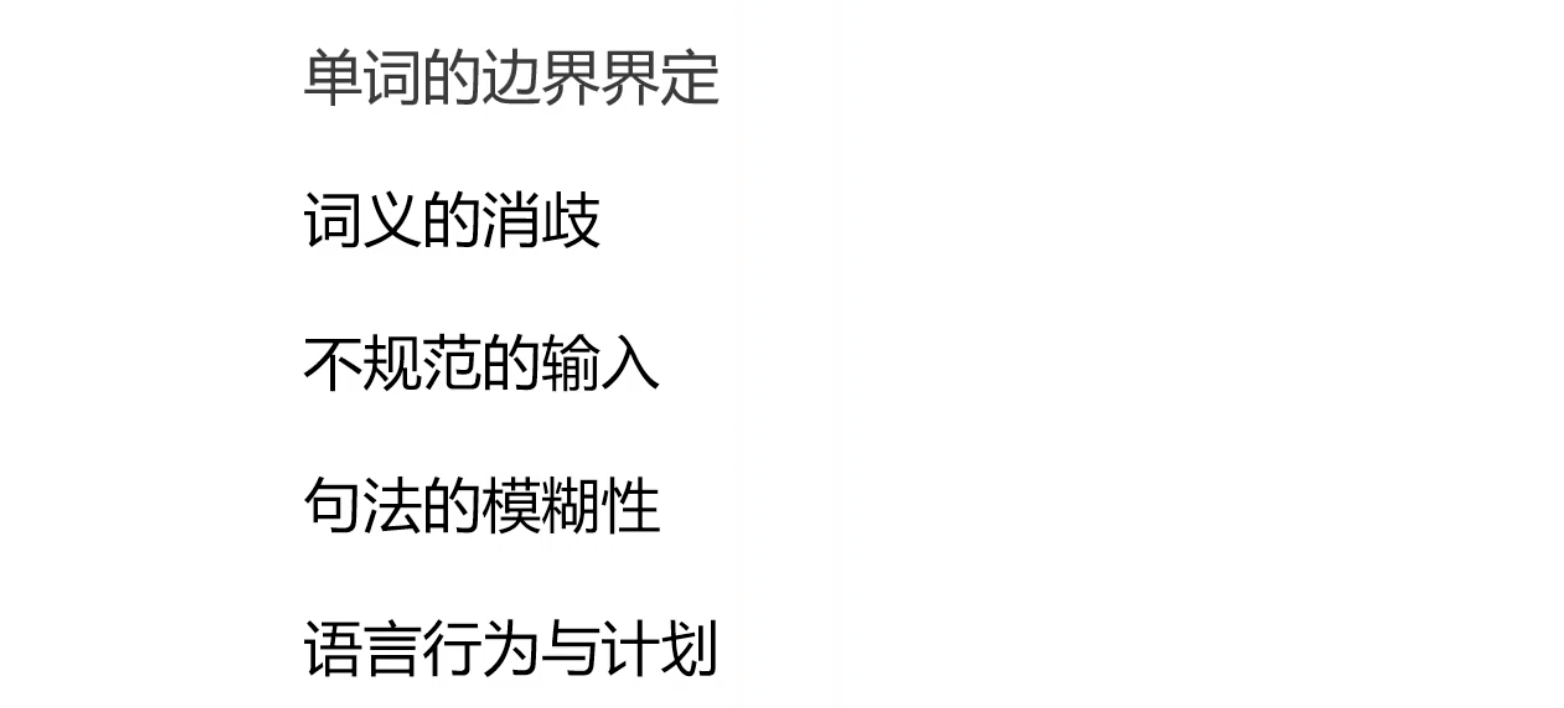 单词的边界界定
词义的消歧
不规范的输入
句法的模糊性
语言行为与计划